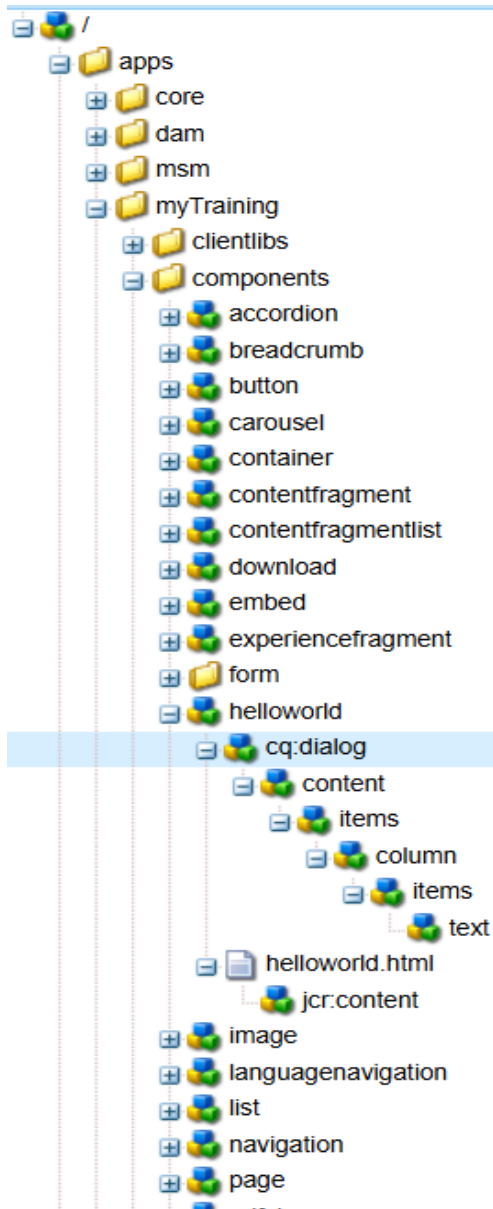 /
apps
core
dam
msm
myTraining
clientlibs
components
accordion
breadcrumb
button
carousel
container
contentfragment
contentfragmentlist
download
embed
experiencefragment
form
helloworld
cq:dialog
content
items
column
items
text
helloworld.html
jcr:content
image
languagenavigation
list
navigation
page